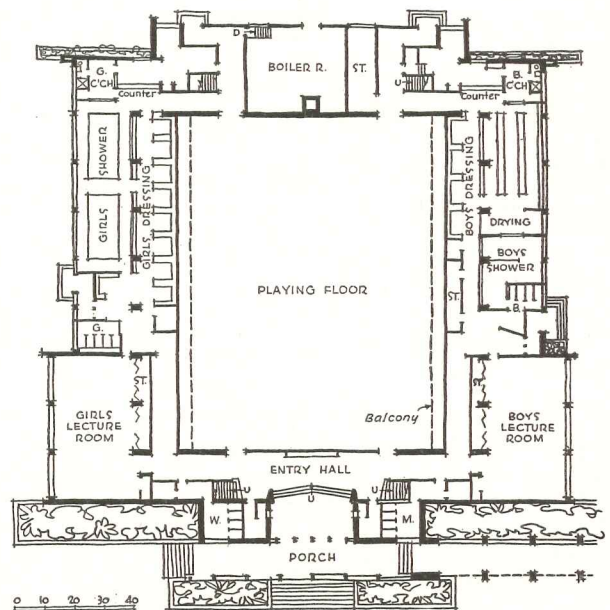 D
BOILER R.
ST.
U
G.
C'CH
Counter
B.
C'CH
Counter
SHOWER
GIRLS
GIRLS DRESSING
BOYS DRESSING
DRYING
BOYS
SHOWER
ST.
B.
G.
PLAYING FLOOR
ST.
ST.
GIRLS
LECTURE
ROOM
Balcony
BOYS
LECTURE
ROOM
ENTRY HALL
U
U
U
W.
M.
PORCH
0 10 20 30 40